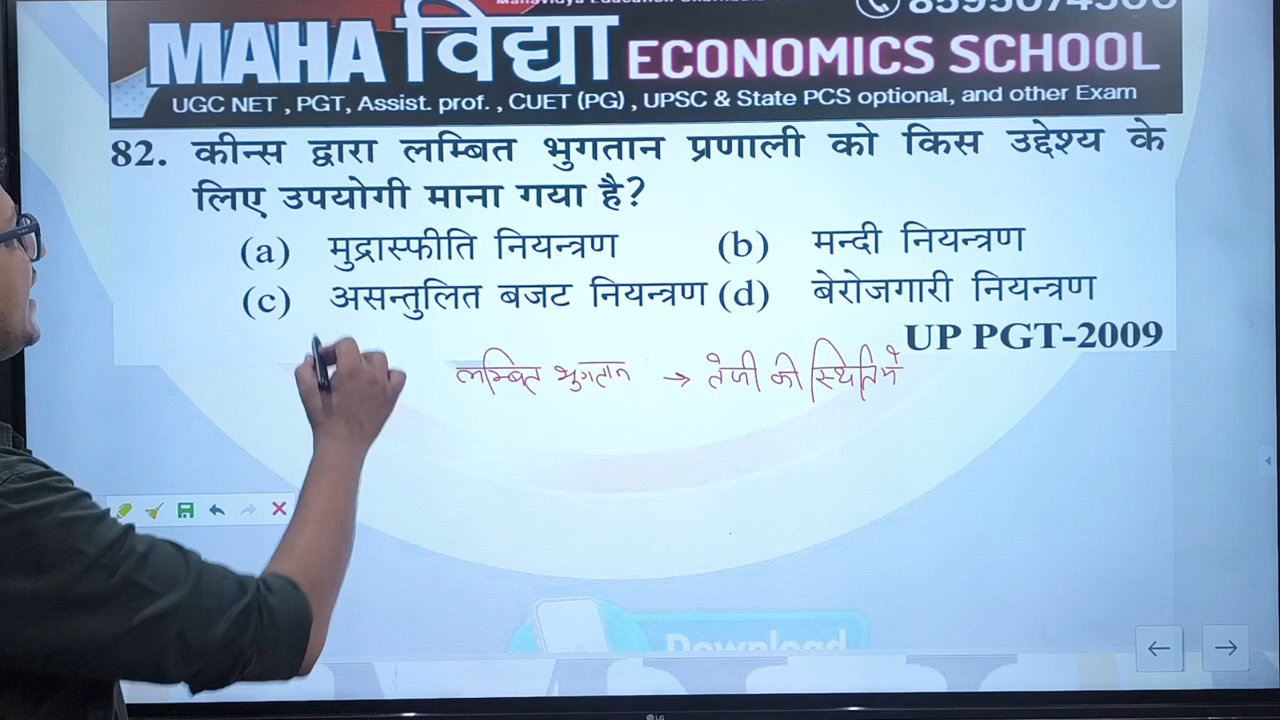 MAHA विद्या ECONOMICS SCHOOL
UGC NET , PGT, Assist. prof. , CUET (PG) , UPSC & State PCS optional, and other Exam
82. कीन्स द्वारा लम्बित भुगतान प्रणाली को किस उद्देश्य के
लिए उपयोगी माना गया है?
(a) मुद्रास्फीति नियन्त्रण (b) मन्दी नियन्त्रण
(c) असन्तुलित बजट नियन्त्रण (d) बेरोजगारी नियन्त्रण
UP PGT-2009
लम्बित भुगतान → तेजी की स्थिति में
Download
LG